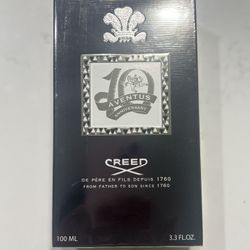 10
AVENTUS
ANNIVERSARY
CREED
DE PÈRE EN FILS DEPUIS 1760
FROM FATHER TO SON SINCE 1760
100 ML 3.3 FL.OZ.